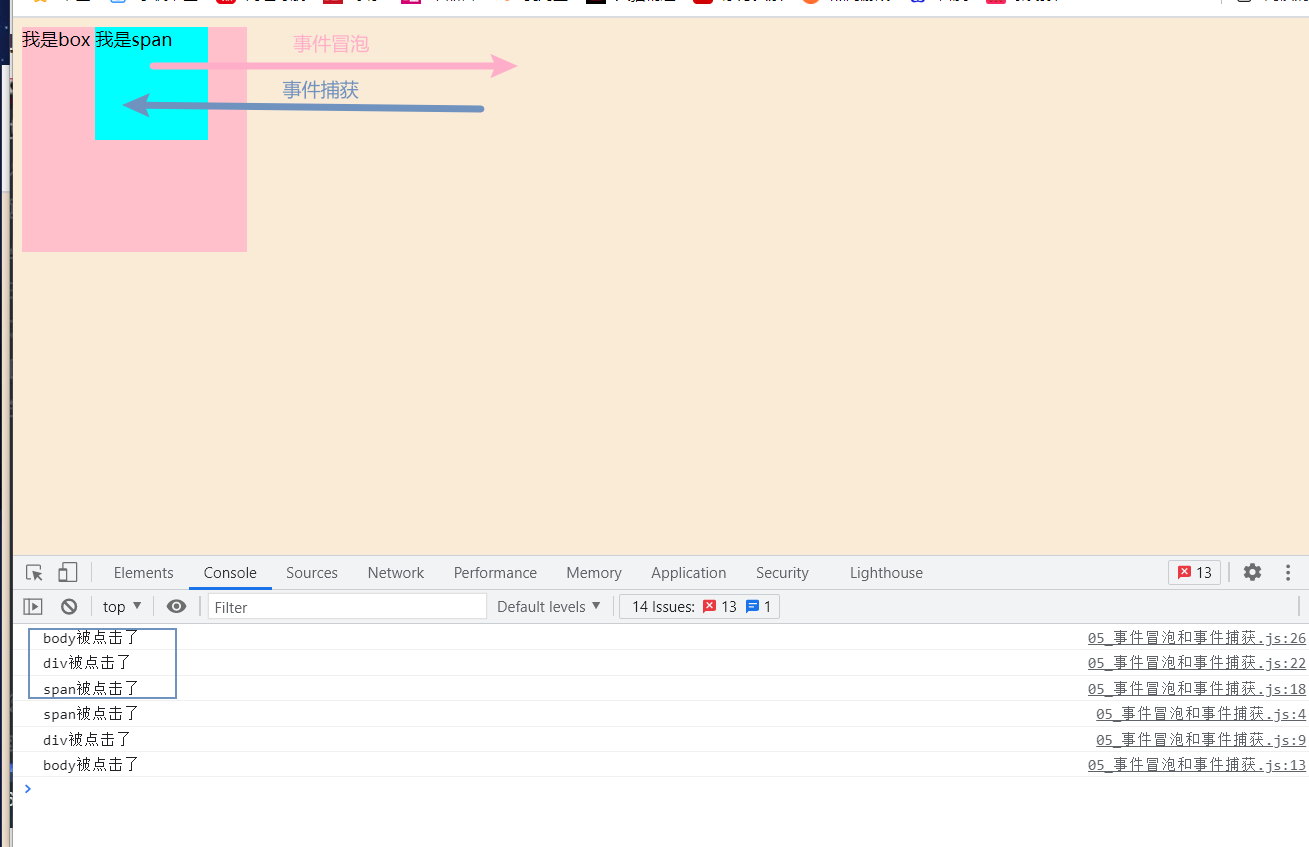 我是box 我是span
事件冒泡
事件捕获
Elements Console Sources Network Performance Memory Application Security Lighthouse 13
top Filter Default levels 14 Issues: 13 1
body被点击了 05_事件冒泡和事件捕获.js:26
div被点击了 05_事件冒泡和事件捕获.js:22
span被点击了 05_事件冒泡和事件捕获.js:18
span被点击了 05_事件冒泡和事件捕获.js:4
div被点击了 05_事件冒泡和事件捕获.js:9
body被点击了 05_事件冒泡和事件捕获.js:13